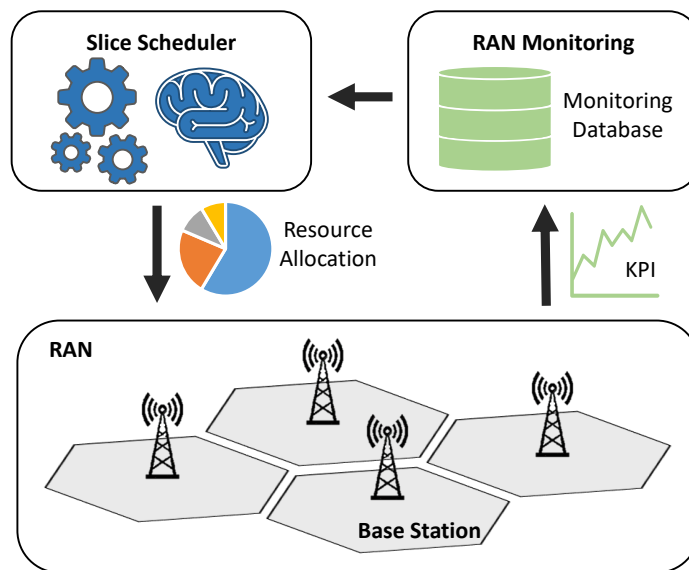 Slice Scheduler
RAN Monitoring
Monitoring
Database
Resource
Allocation
KPI
RAN
Base Station